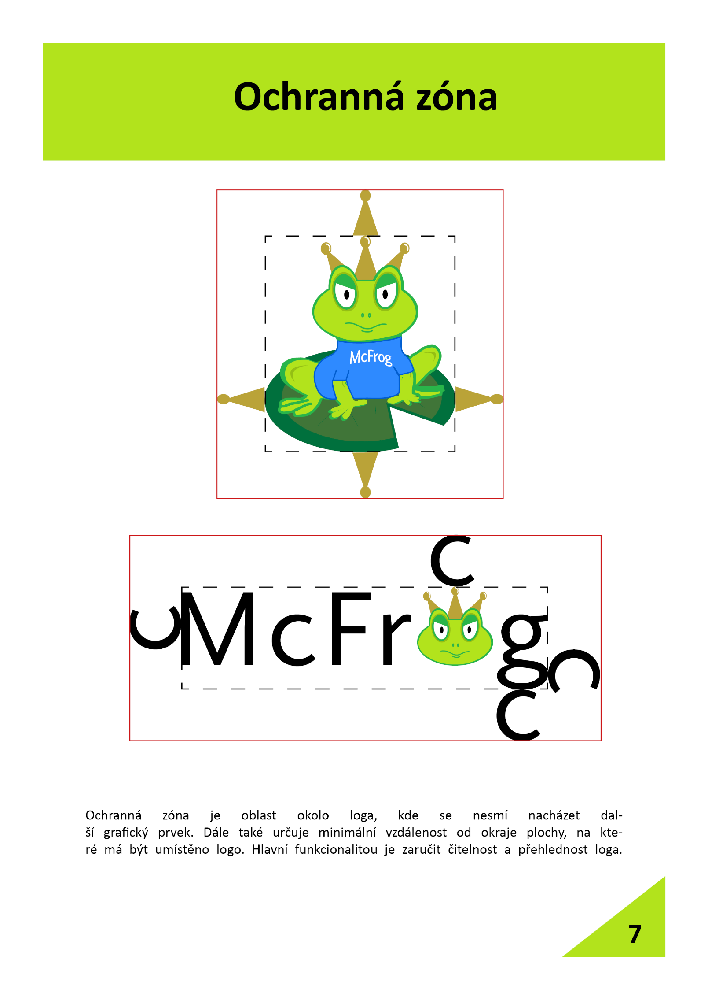 Ochranná zóna
McFrog
c
McFr g
c
c
c
Ochranná zóna je oblast okolo loga, kde se nesmí nacházet dal-
ší grafický prvek. Dále také určuje minimální vzdálenost od okraje plochy, na kte-
ré má být umístěno logo. Hlavní funkcionalitou je zaručit čitelnost a přehlednost loga.
7